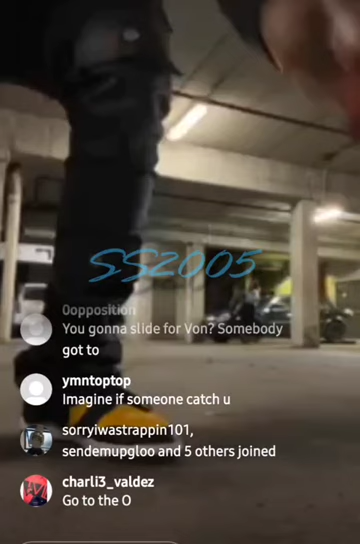 SS2005
0opposition
You gonna slide for Von? Somebody
got to
ymntoptop
Imagine if someone catch u
sorryiwastrappin101,
sendemupgloo and 5 others joined
charli3_valdez
Go to the O